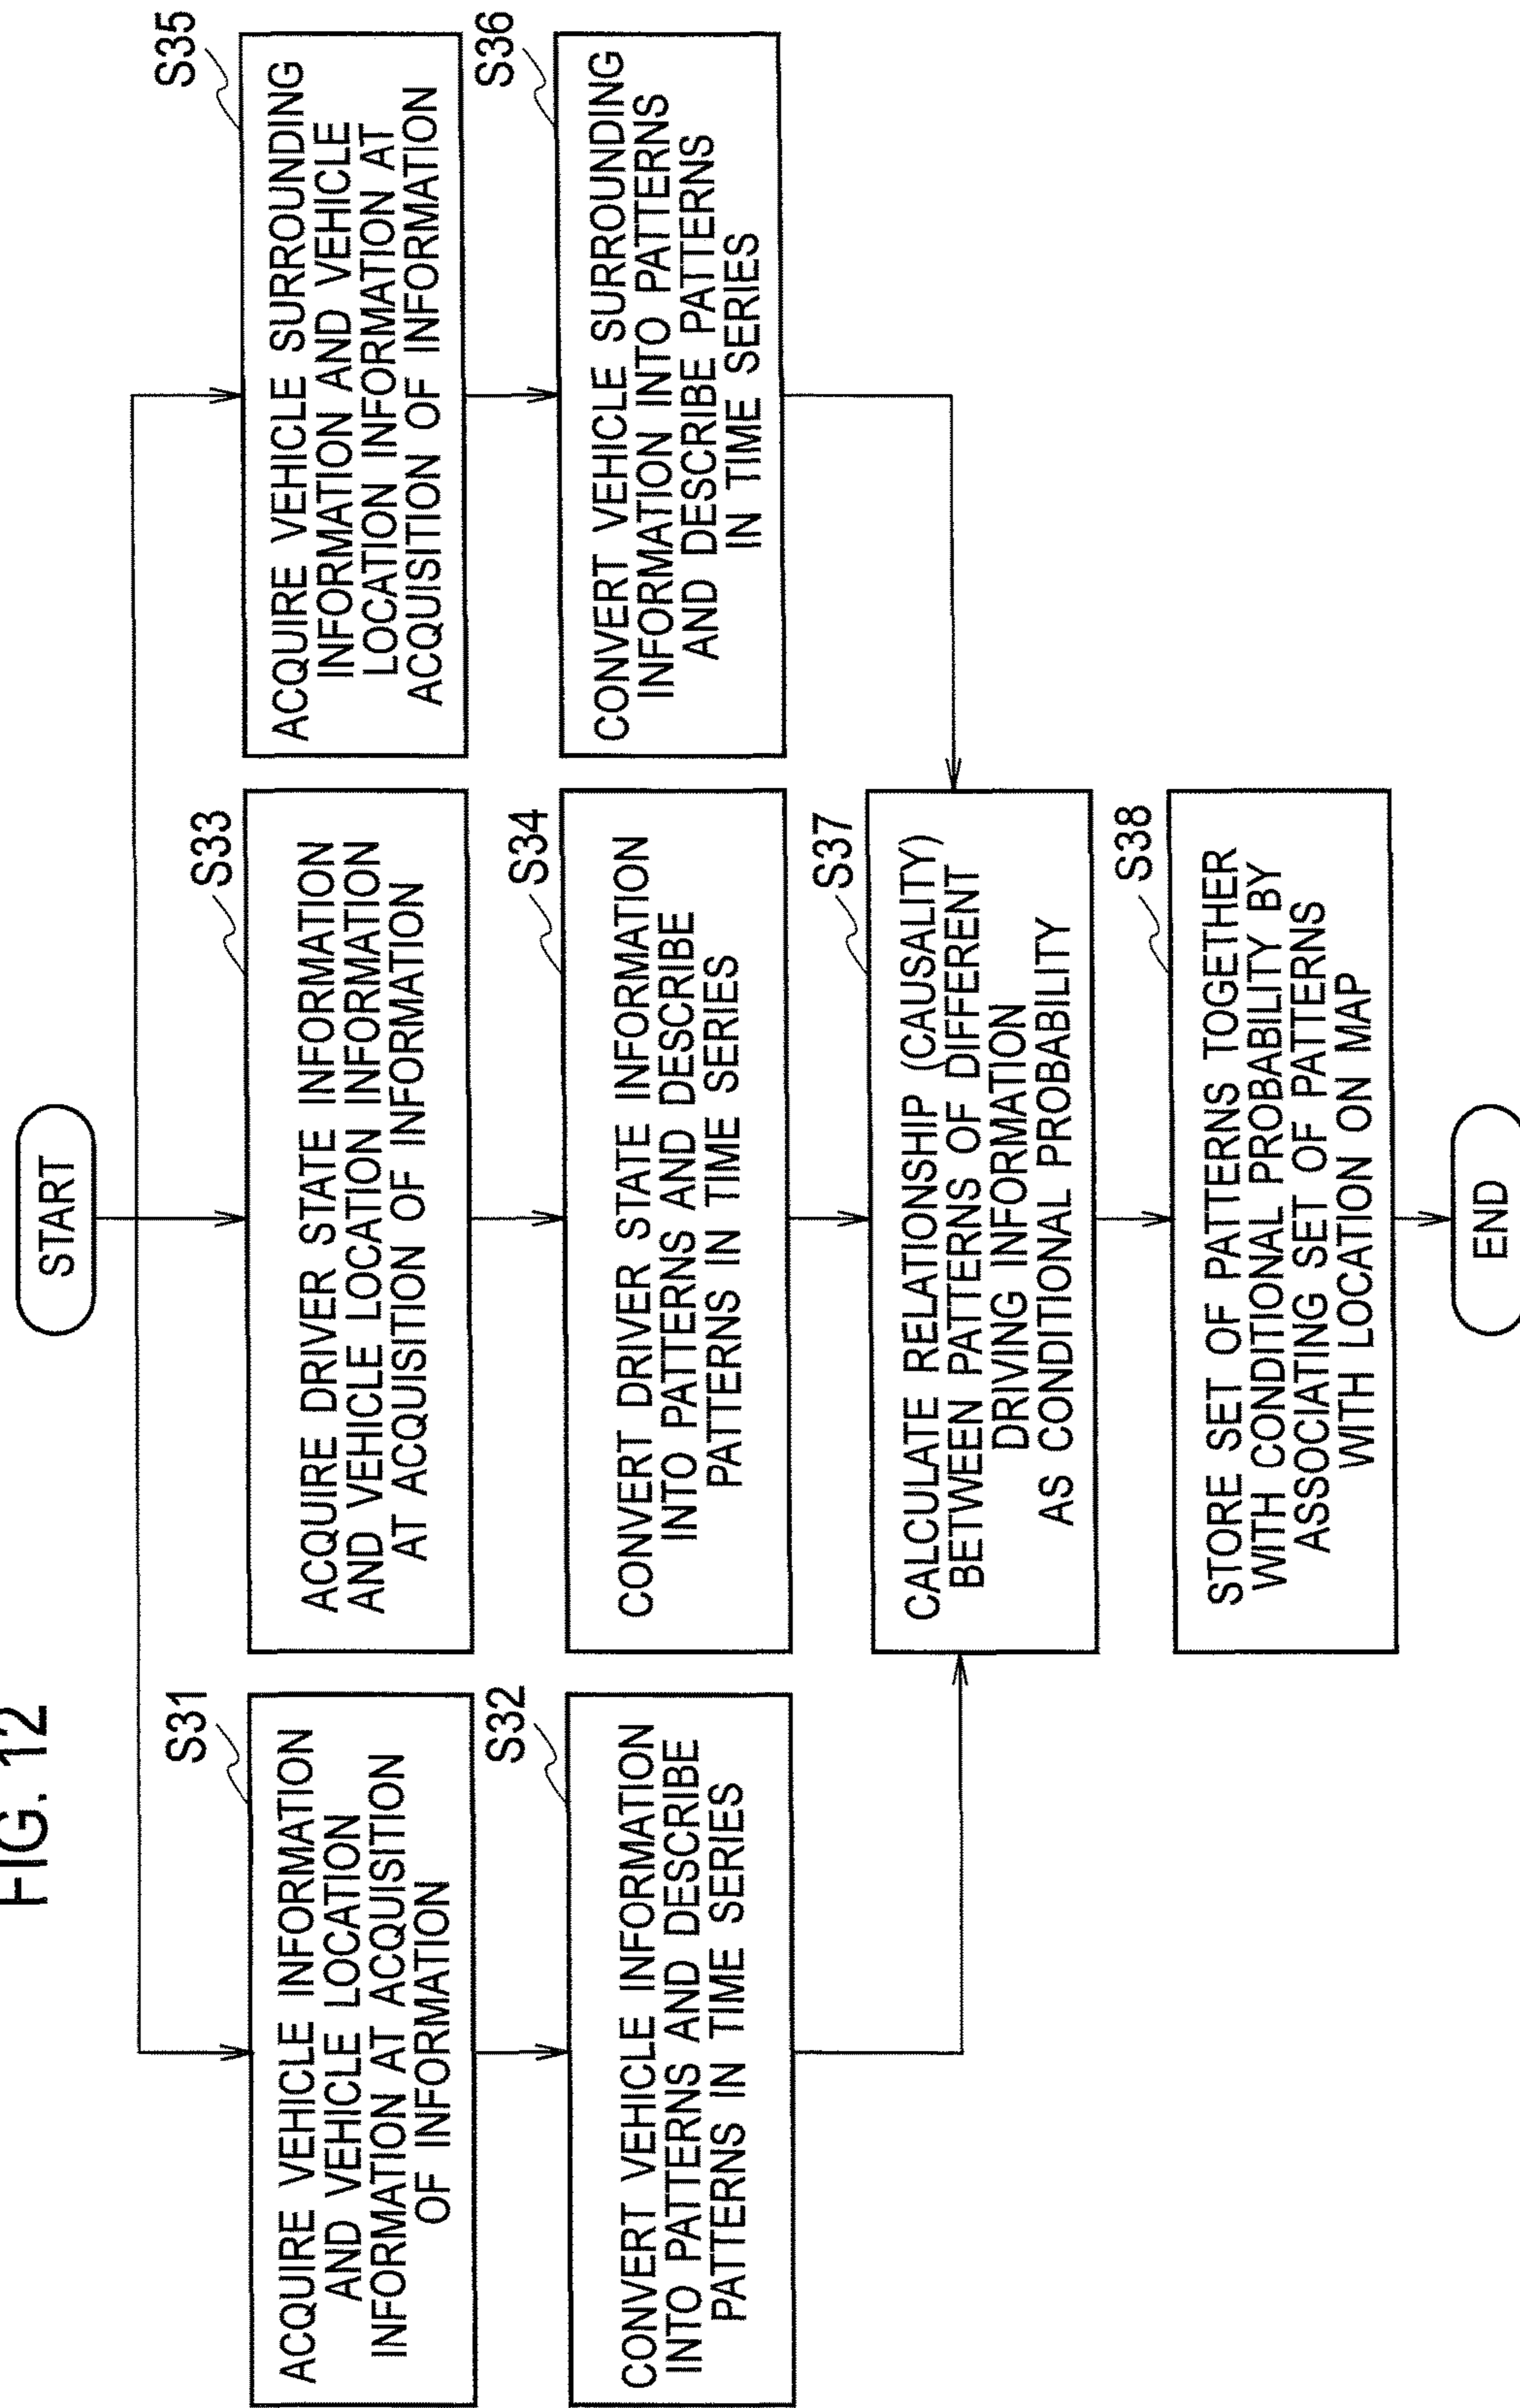 FIG. 12
START
S31
ACQUIRE VEHICLE INFORMATION
AND VEHICLE LOCATION
INFORMATION AT ACQUISITION
OF INFORMATION
S33
ACQUIRE DRIVER STATE INFORMATION
AND VEHICLE LOCATION INFORMATION
AT ACQUISITION OF INFORMATION
S35
ACQUIRE VEHICLE SURROUNDING
INFORMATION AND VEHICLE
LOCATION INFORMATION AT
ACQUISITION OF INFORMATION
S32
CONVERT VEHICLE INFORMATION
INTO PATTERNS AND DESCRIBE
PATTERNS IN TIME SERIES
S34
CONVERT DRIVER STATE INFORMATION
INTO PATTERNS AND DESCRIBE
PATTERNS IN TIME SERIES
S36
CONVERT VEHICLE SURROUNDING
INFORMATION INTO PATTERNS
AND DESCRIBE PATTERNS
IN TIME SERIES
S37
CALCULATE RELATIONSHIP (CAUSALITY)
BETWEEN PATTERNS OF DIFFERENT
DRIVING INFORMATION
AS CONDITIONAL PROBABILITY
S38
STORE SET OF PATTERNS TOGETHER
WITH CONDITIONAL PROBABILITY BY
ASSOCIATING SET OF PATTERNS
WITH LOCATION ON MAP
END